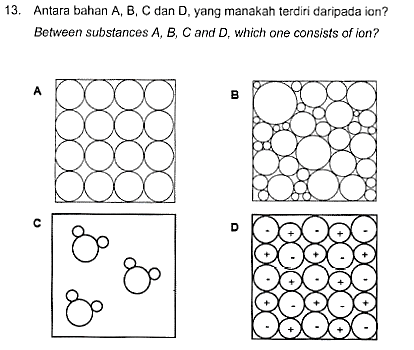 13. Antara bahan A, B, C dan D, yang manakah terdiri daripada ion?
Between substances A, B, C and D, which one consists of ion?
A
B
C
D
- + - + -
+ - + - +
- + - + -
+ - + - +
- + - + -